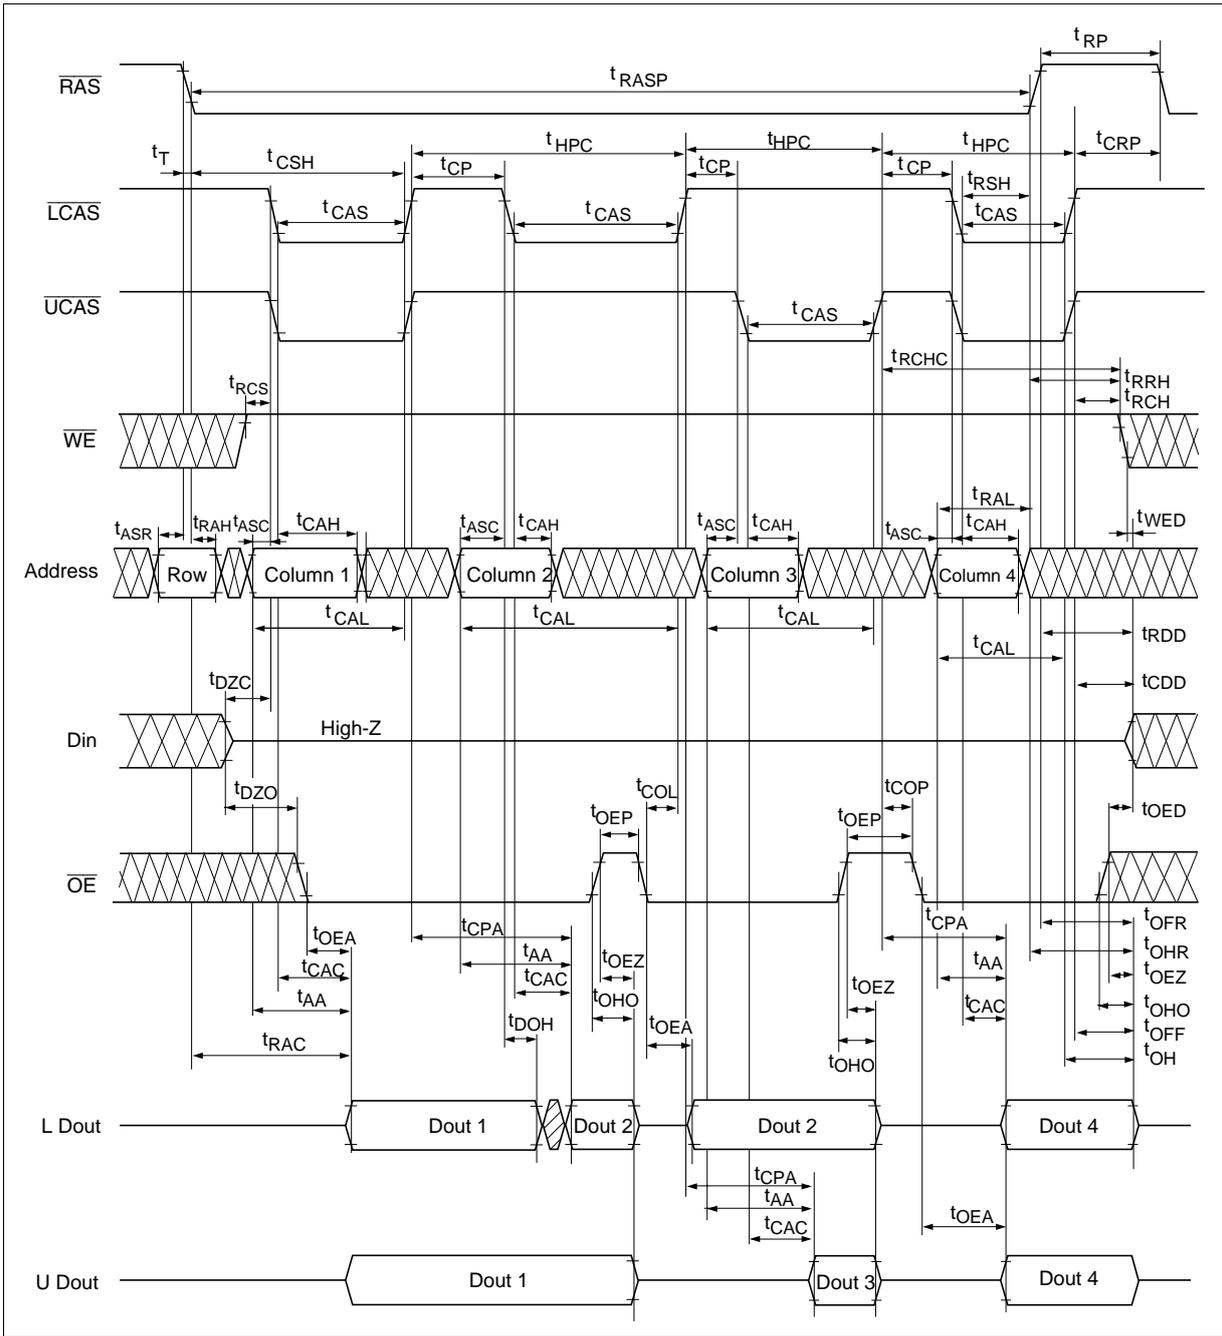 tRP
RAS
tRASP
tT
tCSH
tHPC
tHPC
tHPC
tCRP
tCP
tCP
tCP
tRSH
LCAS
tCAS
tCAS
tCAS
UCAS
tCAS
tRCHC
tRCS
tRRH
tRCH
WE
tRAL
tASR
tRAH
tASC
tCAH
tASC
tCAH
tASC
tCAH
tASC
tCAH
tWED
Address
Row
Column 1
Column 2
Column 3
Column 4
tCAL
tCAL
tCAL
tCAL
tRDD
tDZC
tCDD
Din
High-Z
tDZO
tCOL
tCOP
tOEP
tOEP
tOED
OE
tOEA
tCPA
tCPA
tOFR
tCAC
tAA
tOEZ
tAA
tOHR
tAA
tCAC
tOHO
tOEZ
tCAC
tOEZ
tRAC
tDOH
tOEA
tOHO
tOHO
tOFF
tOH
L Dout
Dout 1
Dout 2
Dout 2
Dout 4
tCPA
tAA
tCAC
tOEA
U Dout
Dout 1
Dout 3
Dout 4